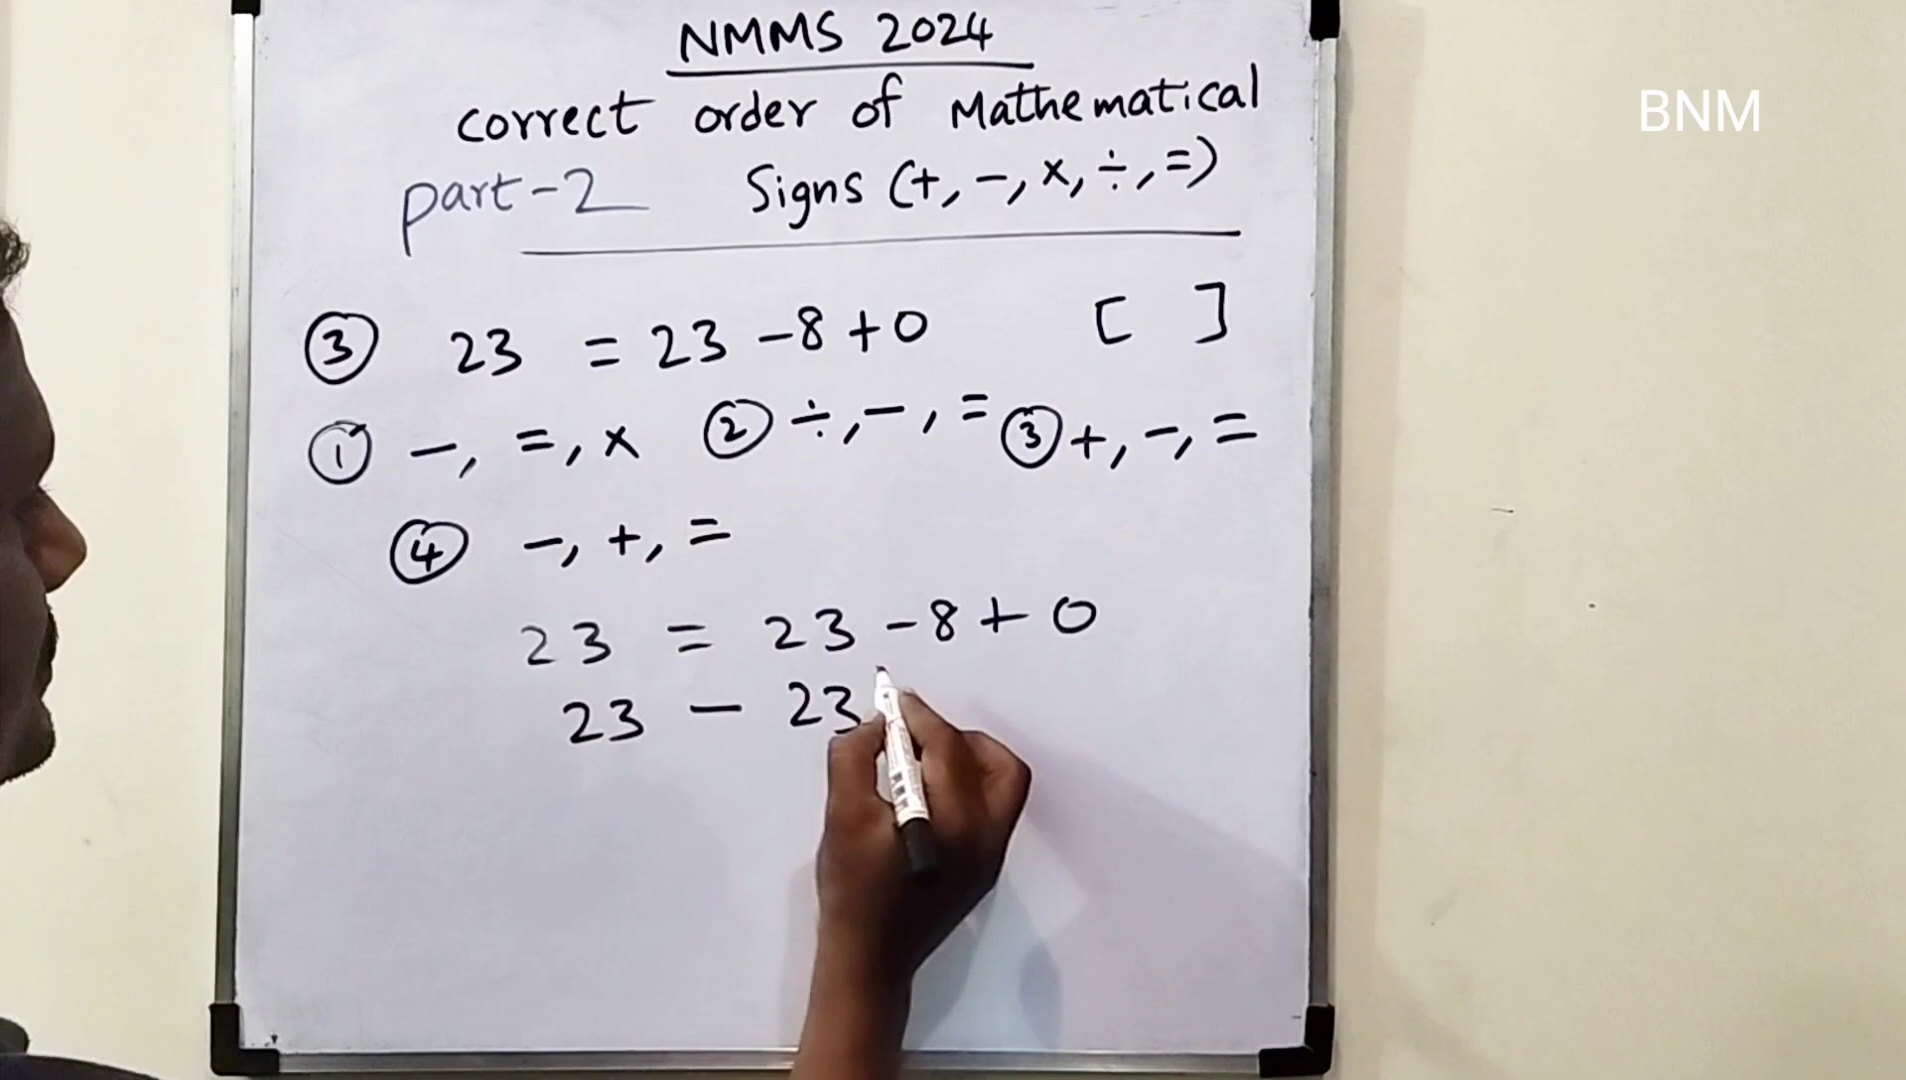 NMMS 2024
correct order of Mathematical
part-2 Signs (+, -, ×, ÷, =)
BNM
③ 23 = 23 - 8 + 0 [ ]
① -, =, × ② ÷, -, = ③ +, -, =
④ -, +, =
23 = 23 - 8 + 0
23 - 23